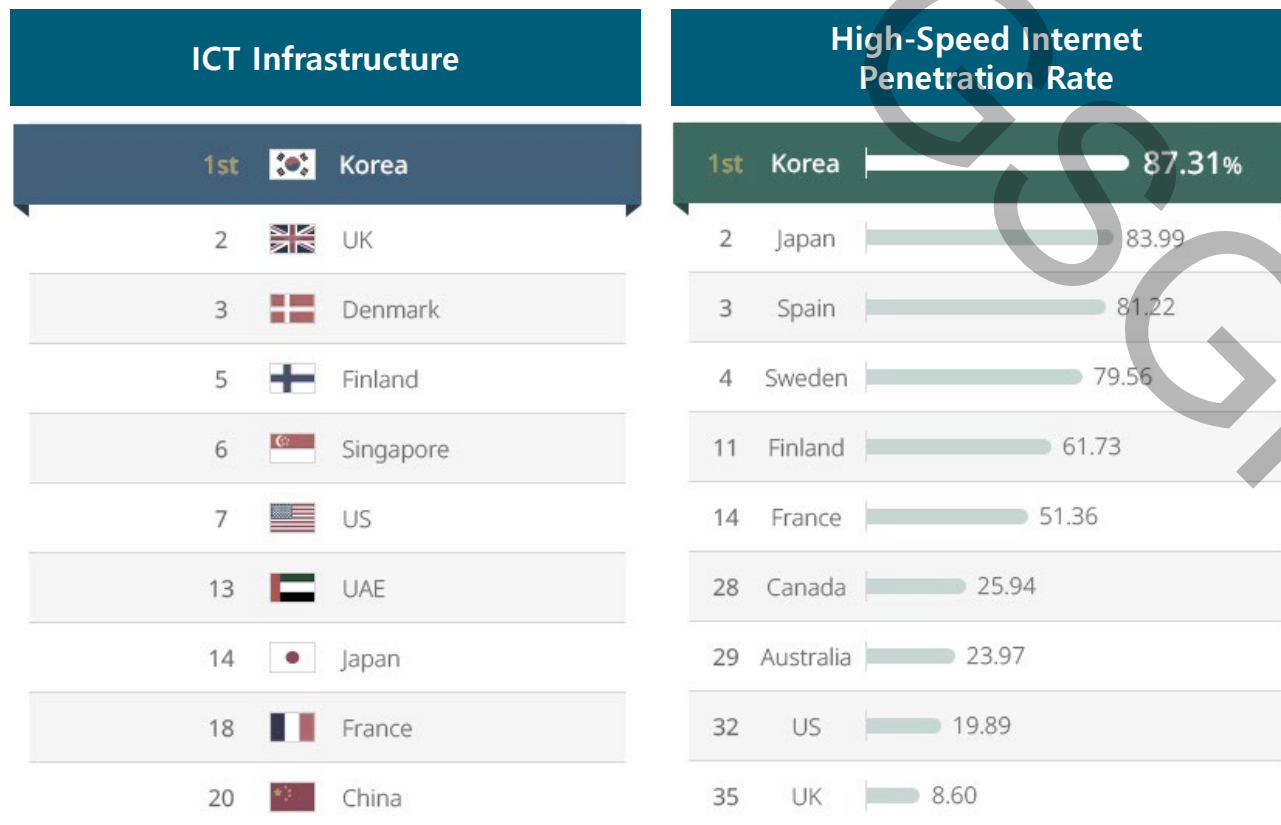 ICT Infrastructure
1st Korea
2 UK
3 Denmark
5 Finland
6 Singapore
7 US
13 UAE
14 Japan
18 France
20 China
High-Speed Internet
Penetration Rate
1st Korea 87.31%
2 Japan 83.99
3 Spain 81.22
4 Sweden 79.56
11 Finland 61.73
14 France 51.36
28 Canada 25.94
29 Australia 23.97
32 US 19.89
35 UK 8.60